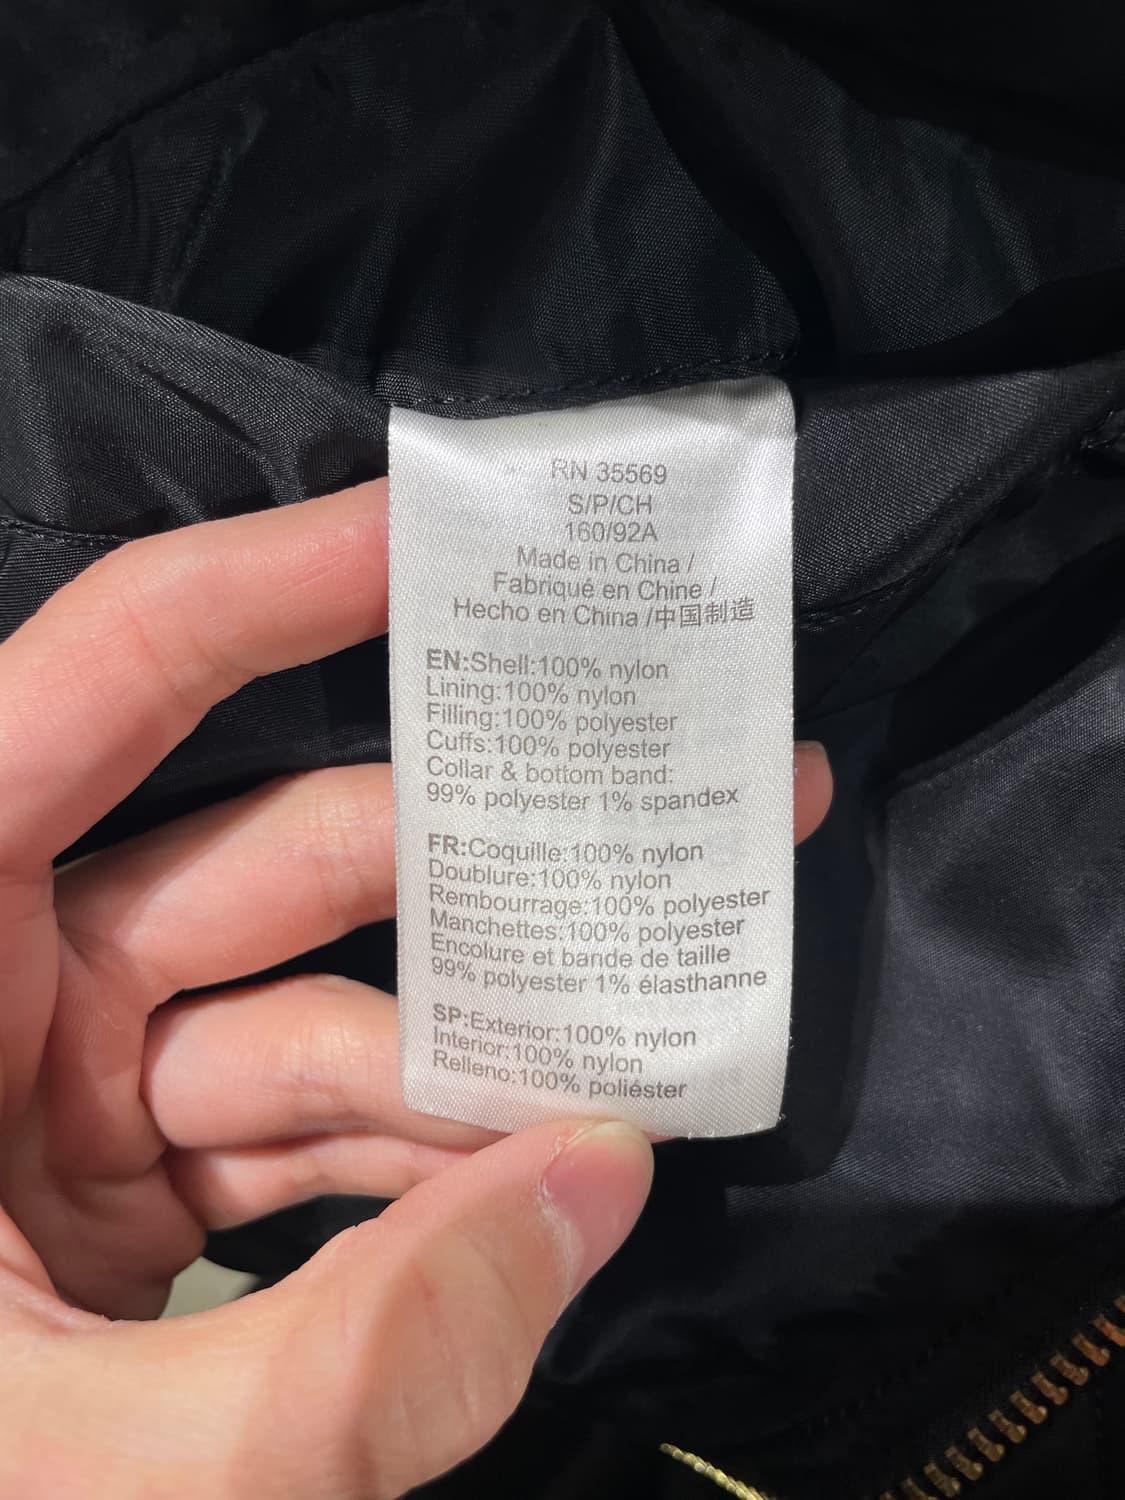 RN 35569
S/P/CH
160/92A
Made in China /
Fabriqué en Chine /
Hecho en China /中国制造
EN:Shell:100% nylon
Lining:100% nylon
Filling:100% polyester
Cuffs:100% polyester
Collar & bottom band:
99% polyester 1% spandex
FR:Coquille:100% nylon
Doublure:100% nylon
Rembourrage:100% polyester
Manchettes:100% polyester
Encolure et bande de taille
99% polyester 1% élasthanne
SP:Exterior:100% nylon
Interior:100% nylon
Relleno:100% poliéster